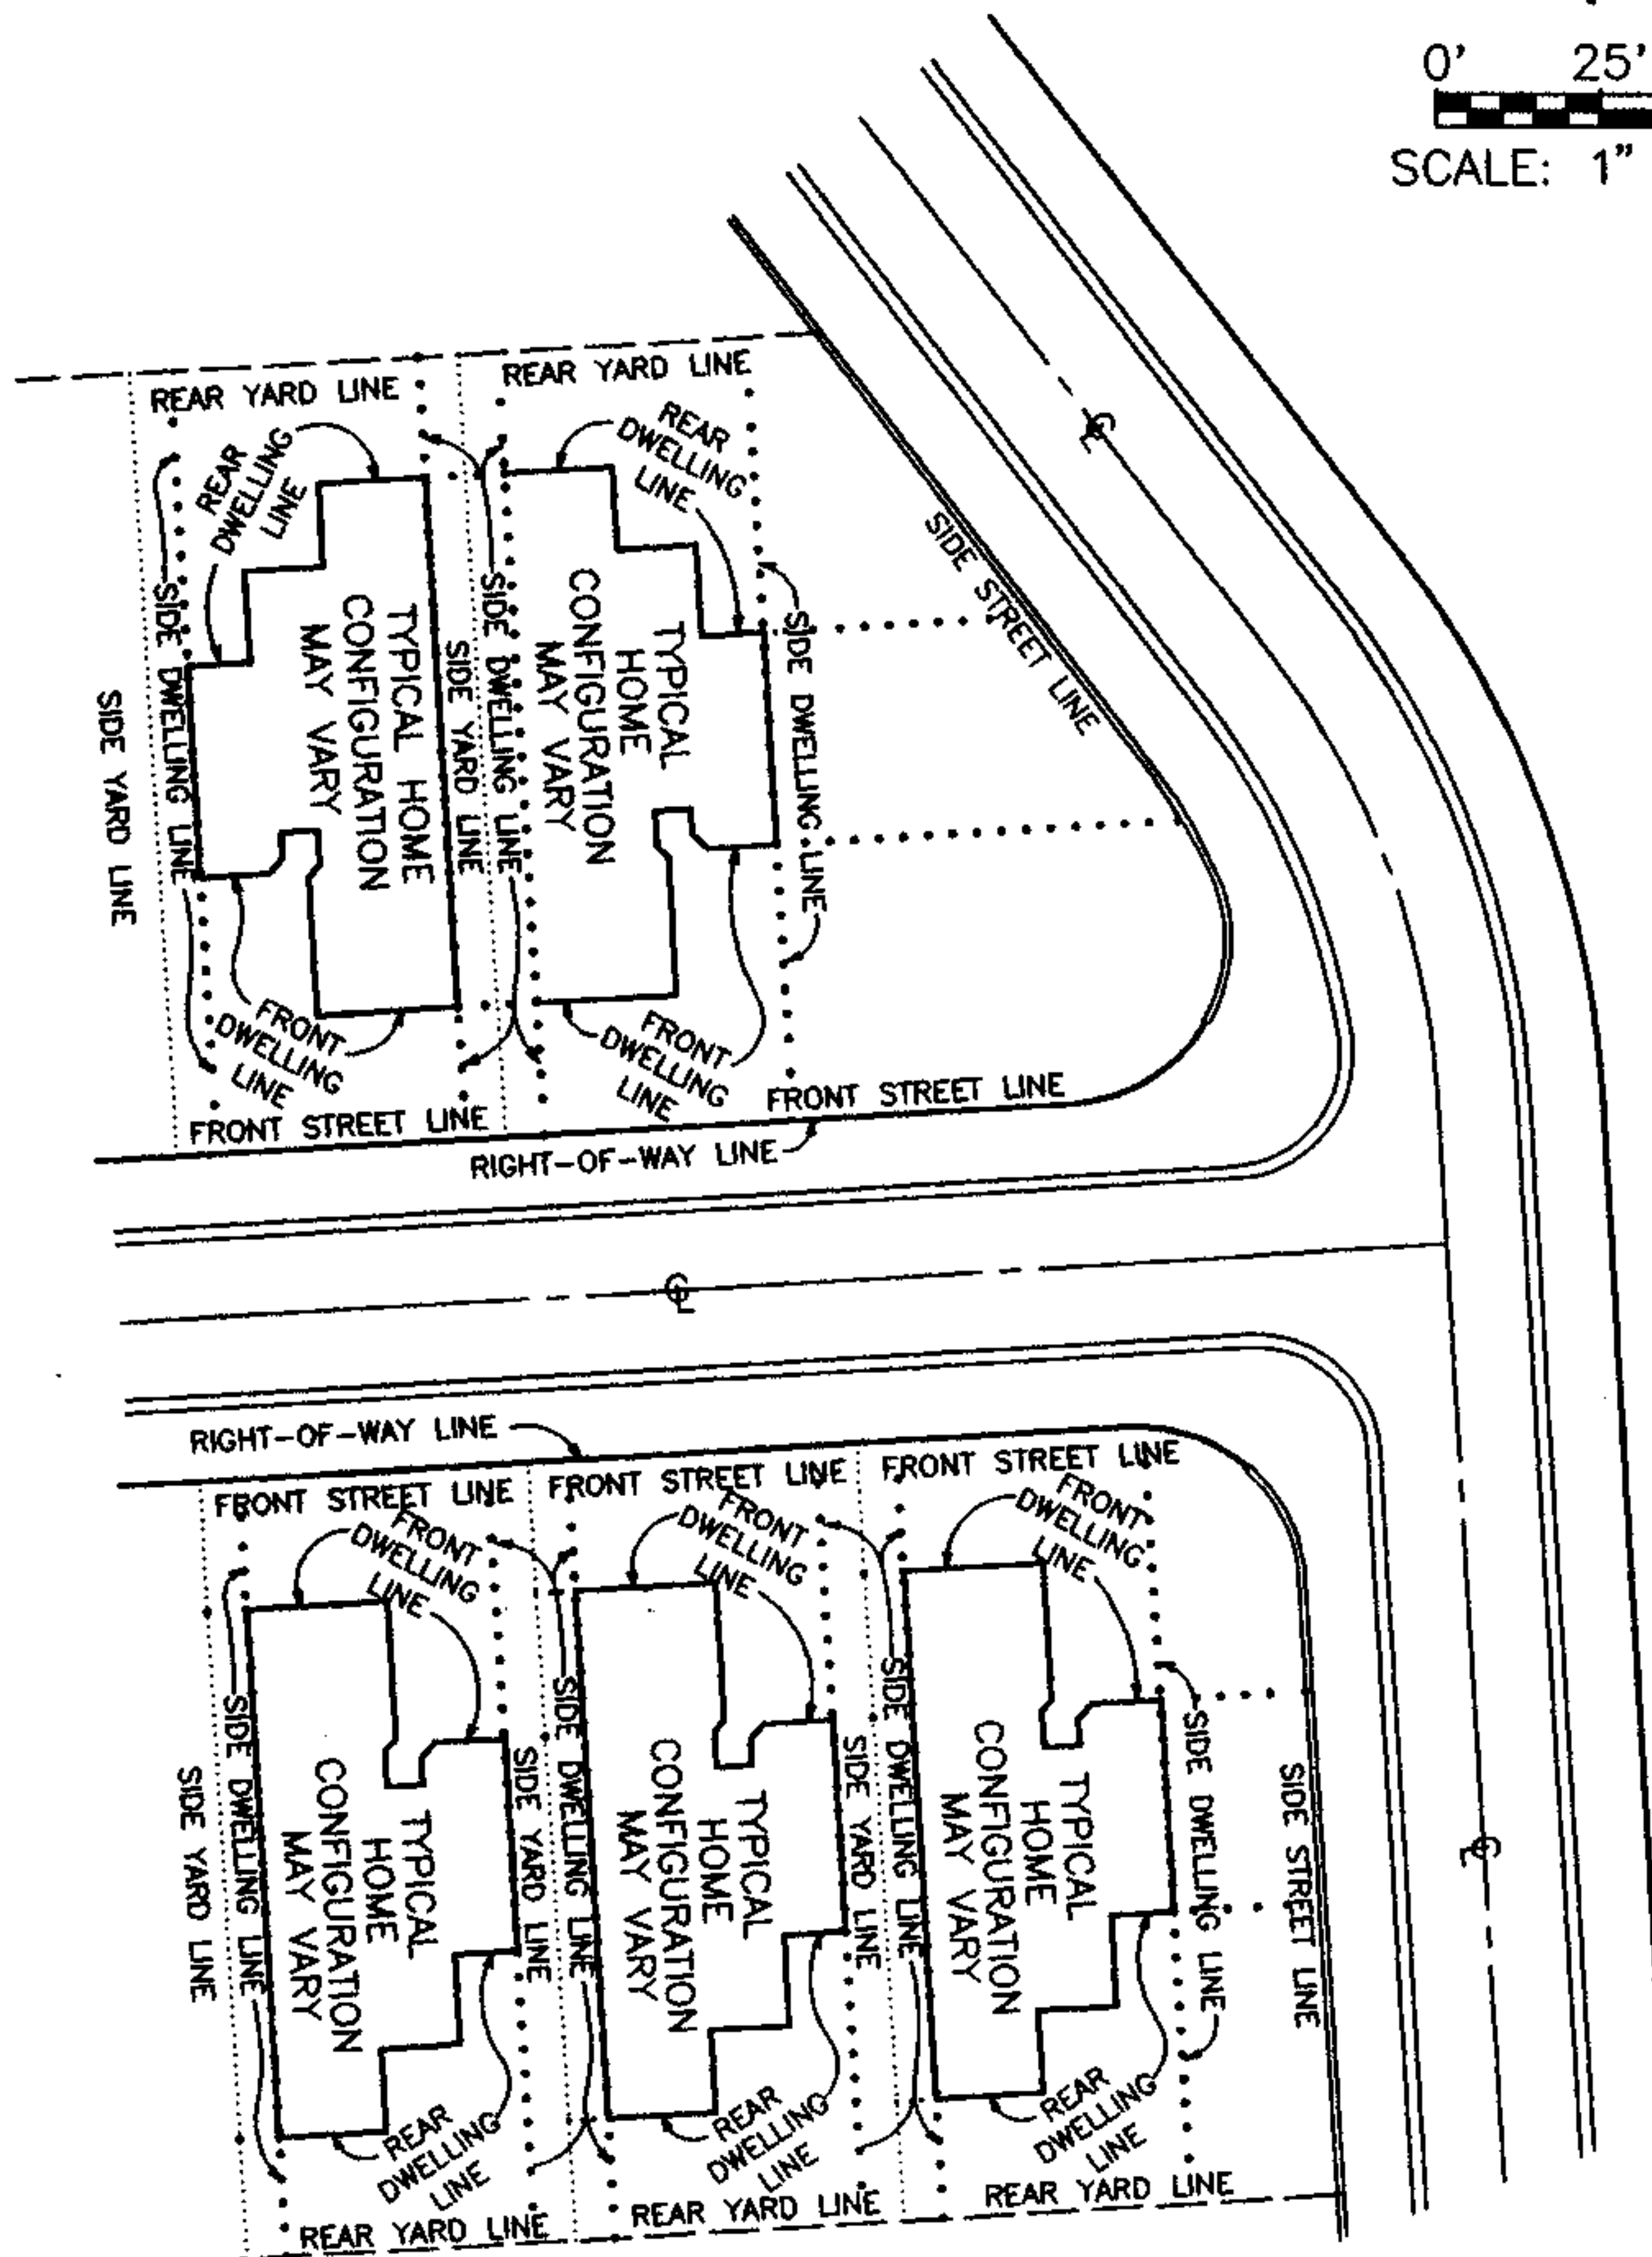 0' 25'
SCALE: 1"
REAR YARD LINE
REAR YARD LINE
REAR
DWELLING
LINE
REAR
DWELLING
LINE
SIDE STREET LINE
SIDE YARD LINE
SIDE DWELLING LINE
TYPICAL HOME
CONFIGURATION
MAY VARY
SIDE YARD LINE
SIDE DWELLING LINE
TYPICAL
HOME
CONFIGURATION
MAY VARY
SIDE DWELLING LINE
FRONT
DWELLING
LINE
FRONT
DWELLING
LINE
FRONT STREET LINE
FRONT STREET LINE
RIGHT-OF-WAY LINE
RIGHT-OF-WAY LINE
FRONT STREET LINE
FRONT STREET LINE
FRONT STREET LINE
FRONT
DWELLING
LINE
FRONT
DWELLING
LINE
FRONT
DWELLING
LINE
SIDE YARD LINE
SIDE DWELLING LINE
TYPICAL
HOME
CONFIGURATION
MAY VARY
SIDE YARD LINE
SIDE DWELLING LINE
TYPICAL
HOME
CONFIGURATION
MAY VARY
SIDE YARD LINE
SIDE DWELLING LINE
TYPICAL
HOME
CONFIGURATION
MAY VARY
SIDE DWELLING LINE
SIDE STREET LINE
REAR
DWELLING
LINE
REAR
DWELLING
LINE
REAR
DWELLING
LINE
REAR YARD LINE
REAR YARD LINE
REAR YARD LINE